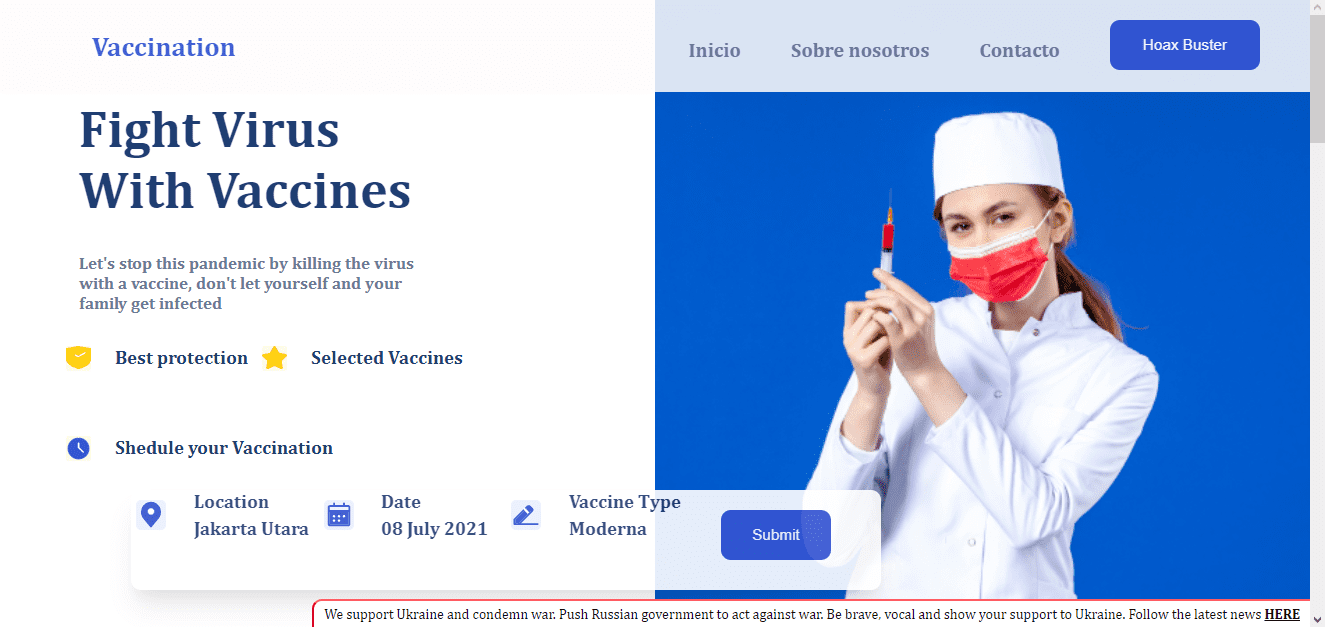 Vaccination
Inicio
Sobre nosotros
Contacto
Hoax Buster
Fight Virus
With Vaccines
Let's stop this pandemic by killing the virus
with a vaccine, don't let yourself and your
family get infected
Best protection
Selected Vaccines
Shedule your Vaccination
Location
Jakarta Utara
Date
08 July 2021
Vaccine Type
Moderna
Submit
We support Ukraine and condemn war. Push Russian government to act against war. Be brave, vocal and show your support to Ukraine. Follow the latest news HERE